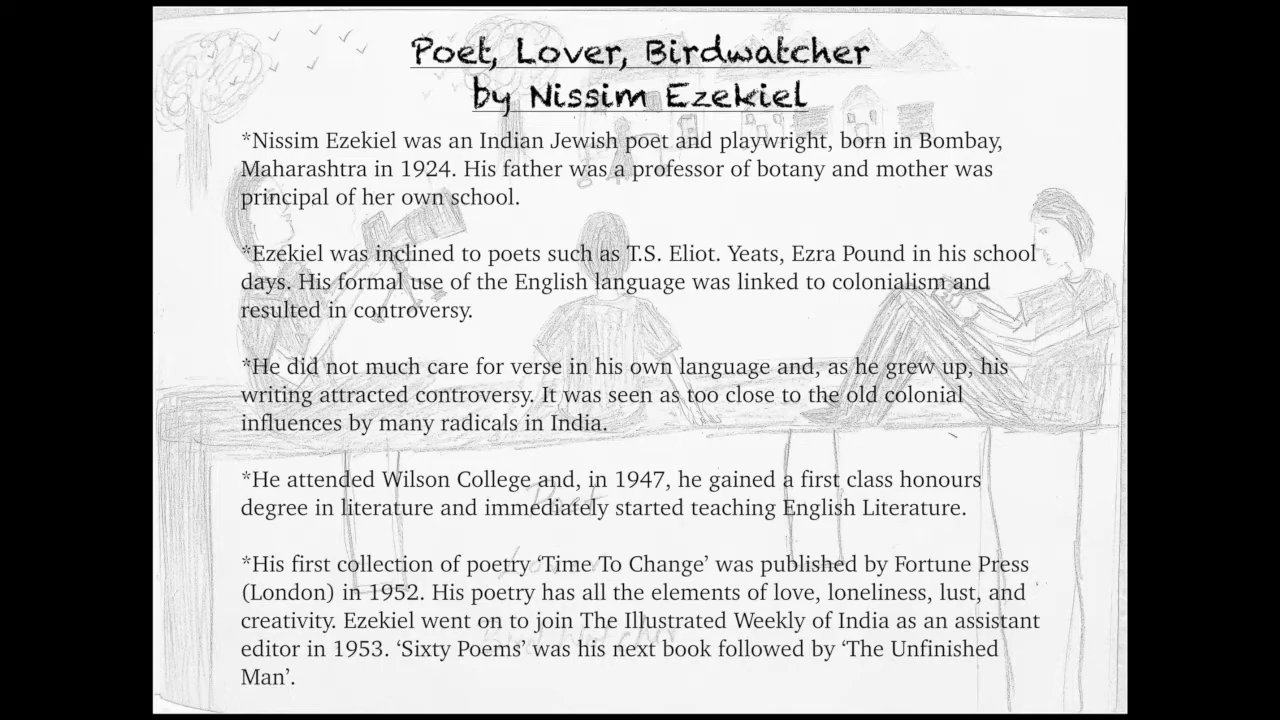 Poet, Lover, Birdwatcher
by Nissim Ezekiel
*Nissim Ezekiel was an Indian Jewish poet and playwright, born in Bombay,
Maharashtra in 1924. His father was a professor of botany and mother was
principal of her own school.
*Ezekiel was inclined to poets such as T.S. Eliot. Yeats, Ezra Pound in his school
days. His formal use of the English language was linked to colonialism and
resulted in controversy.
*He did not much care for verse in his own language and, as he grew up, his
writing attracted controversy. It was seen as too close to the old colonial
influences by many radicals in India.
*He attended Wilson College and, in 1947, he gained a first class honours
degree in literature and immediately started teaching English Literature.
*His first collection of poetry ‘Time To Change’ was published by Fortune Press
(London) in 1952. His poetry has all the elements of love, loneliness, lust, and
creativity. Ezekiel went on to join The Illustrated Weekly of India as an assistant
editor in 1953. ‘Sixty Poems’ was his next book followed by ‘The Unfinished
Man’.